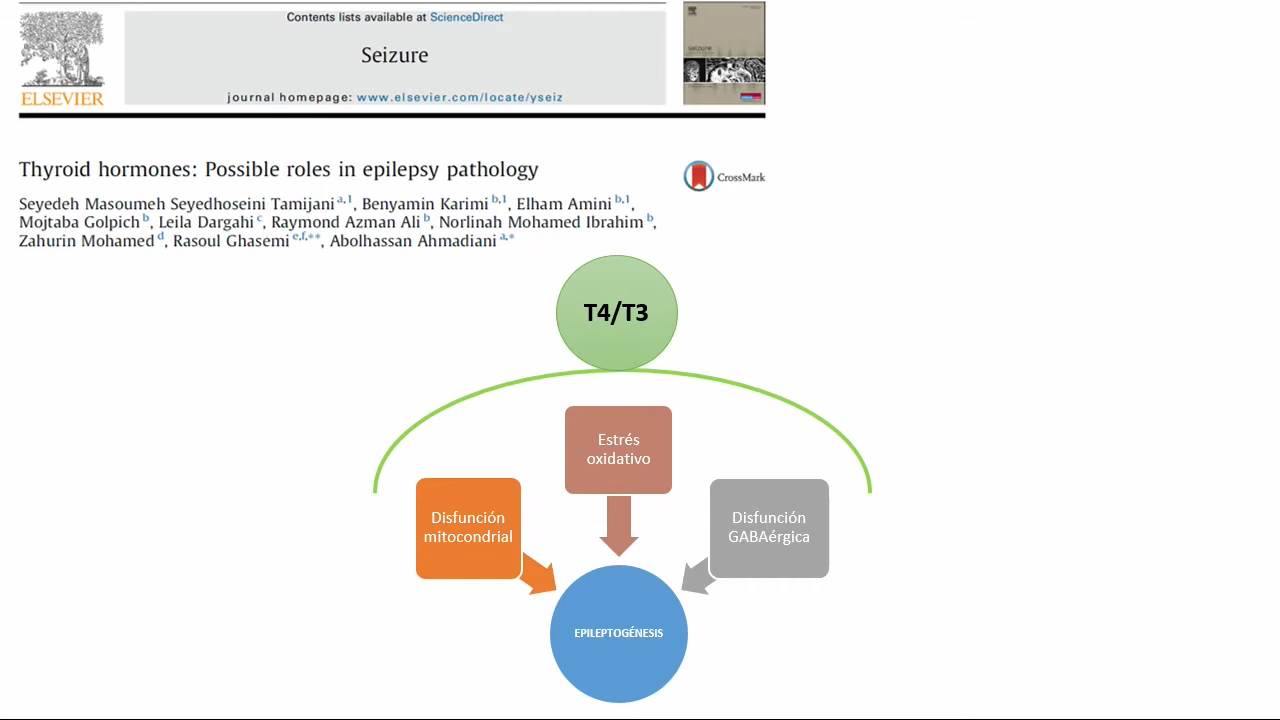 Contents lists available at ScienceDirect
Seizure
journal homepage: www.elsevier.com/locate/yseiz
ELSEVIER
seizure
Thyroid hormones: Possible roles in epilepsy pathology
CrossMark
Seyedeh Masoumeh Seyedhoseini Tamijani a,1, Benyamin Karimi b,1, Elham Amini b,1,
Mojtaba Golpich b, Leila Dargahi c, Raymond Azman Ali b, Norlinah Mohamed Ibrahim b,
Zahurin Mohamed d, Rasoul Ghasemi e,f,**, Abolhassan Ahmadiani a,*
T4/T3
Estrés
oxidativo
Disfunción
mitocondrial
Disfunción
GABAérgica
EPILEPTOGÉNESIS